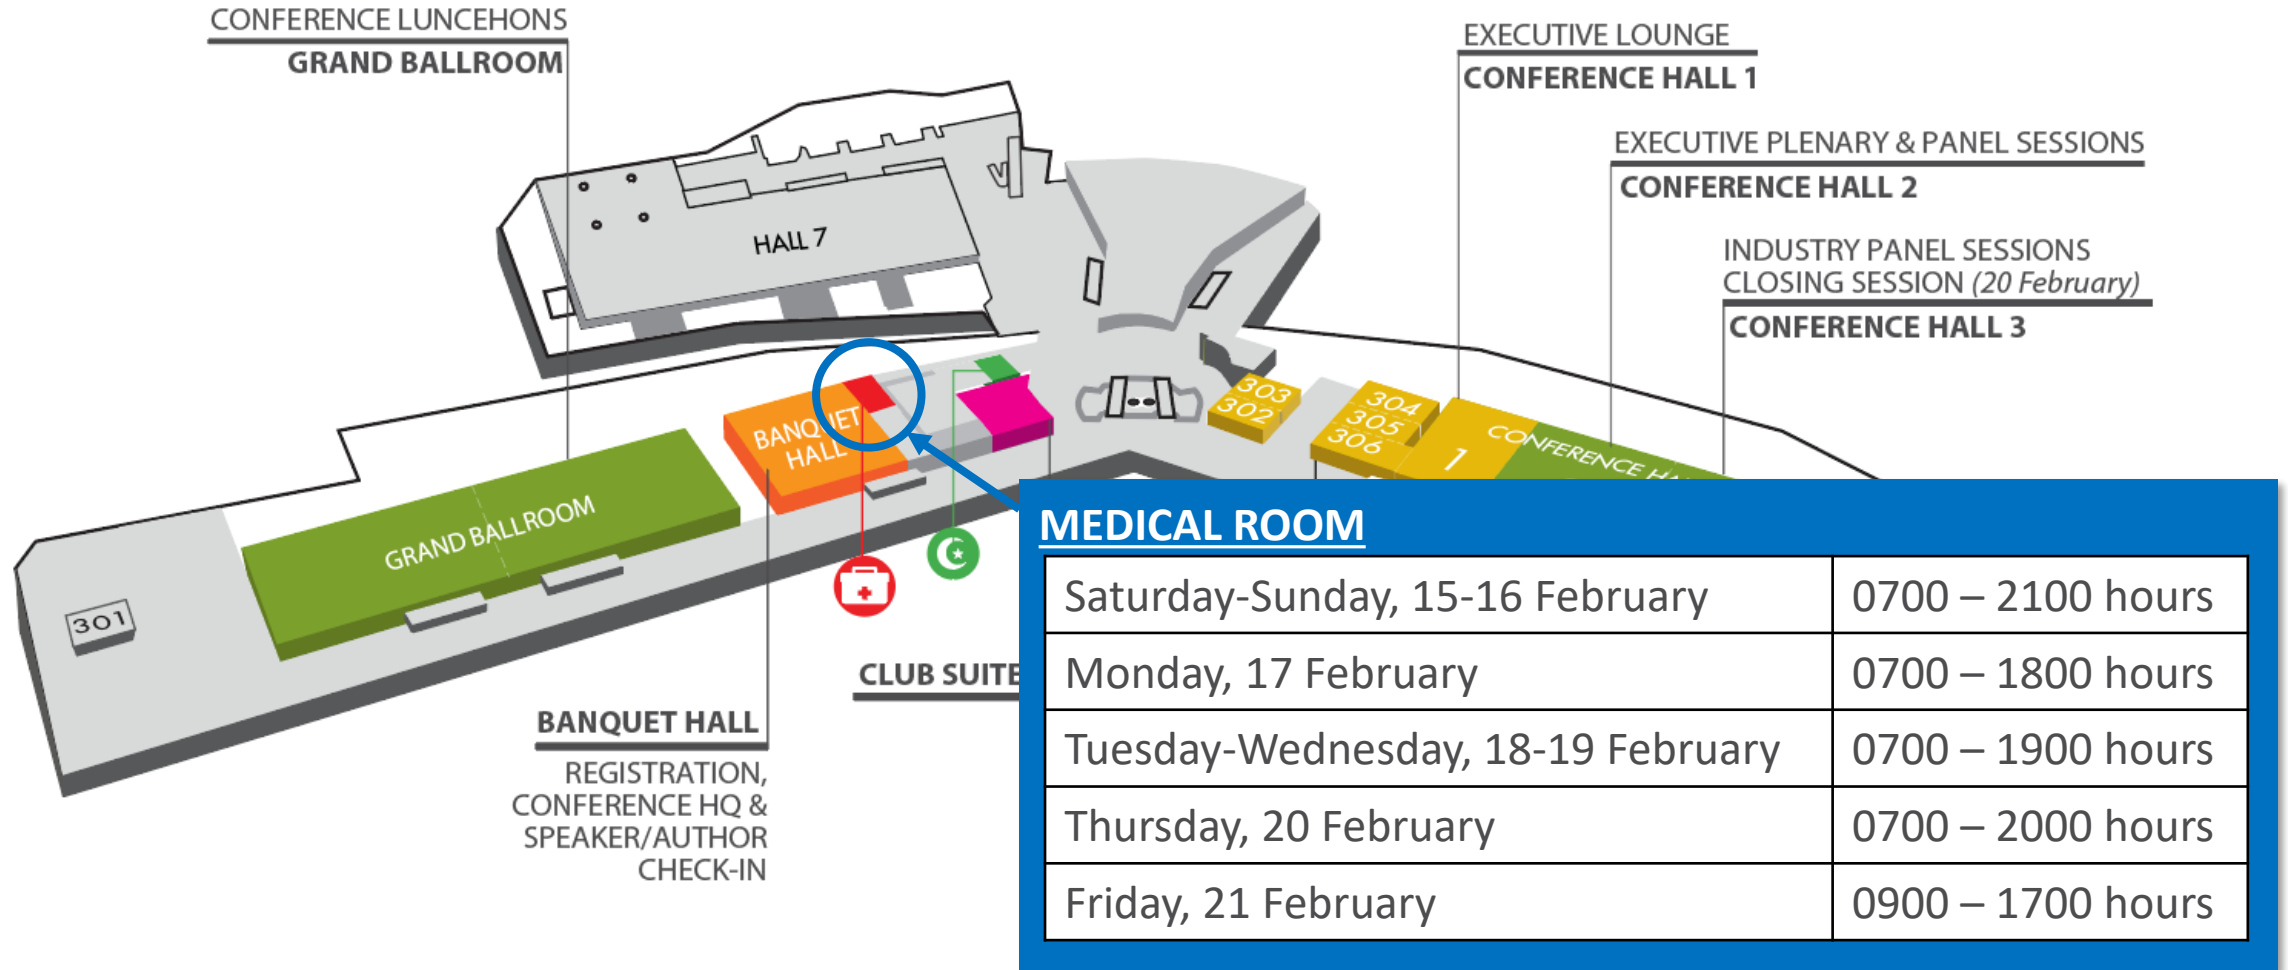 CONFERENCE LUNCEHONS
GRAND BALLROOM
EXECUTIVE LOUNGE
CONFERENCE HALL 1
EXECUTIVE PLENARY & PANEL SESSIONS
CONFERENCE HALL 2
INDUSTRY PANEL SESSIONS
CLOSING SESSION (20 February)
CONFERENCE HALL 3
HALL 7
303
302
304
305
306
1
CONFERENCE
BANQUET
HALL
GRAND BALLROOM
301
CLUB SUITE
BANQUET HALL
REGISTRATION,
CONFERENCE HQ &
SPEAKER/AUTHOR
CHECK-IN
MEDICAL ROOM
Saturday-Sunday, 15-16 February 0700 – 2100 hours
Monday, 17 February 0700 – 1800 hours
Tuesday-Wednesday, 18-19 February 0700 – 1900 hours
Thursday, 20 February 0700 – 2000 hours
Friday, 21 February 0900 – 1700 hours